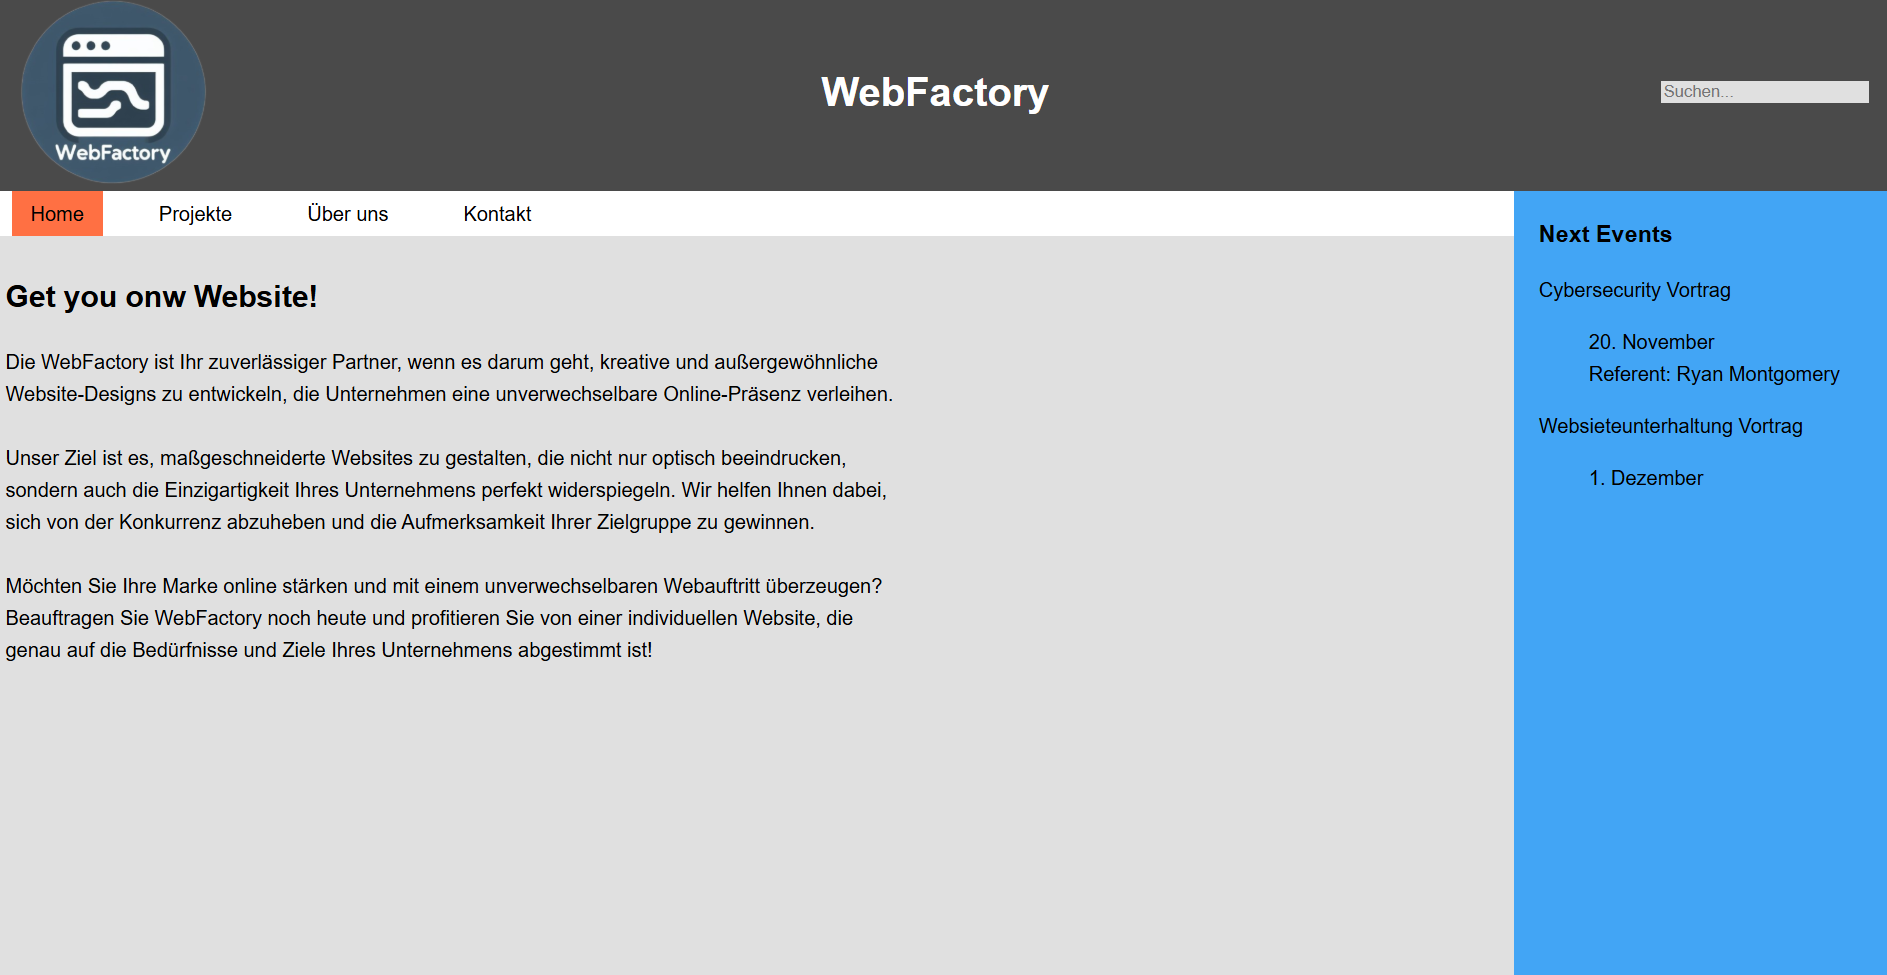 WebFactory
WebFactory
Suchen...
Home Projekte Über uns Kontakt
Get you onw Website!
Die WebFactory ist Ihr zuverlässiger Partner, wenn es darum geht, kreative und außergewöhnliche
Website-Designs zu entwickeln, die Unternehmen eine unverwechselbare Online-Präsenz verleihen.
Unser Ziel ist es, maßgeschneiderte Websites zu gestalten, die nicht nur optisch beeindrucken,
sondern auch die Einzigartigkeit Ihres Unternehmens perfekt widerspiegeln. Wir helfen Ihnen dabei,
sich von der Konkurrenz abzuheben und die Aufmerksamkeit Ihrer Zielgruppe zu gewinnen.
Möchten Sie Ihre Marke online stärken und mit einem unverwechselbaren Webauftritt überzeugen?
Beauftragen Sie WebFactory noch heute und profitieren Sie von einer individuellen Website, die
genau auf die Bedürfnisse und Ziele Ihres Unternehmens abgestimmt ist!
Next Events
Cybersecurity Vortrag
20. November
Referent: Ryan Montgomery
Websieteunterhaltung Vortrag
1. Dezember